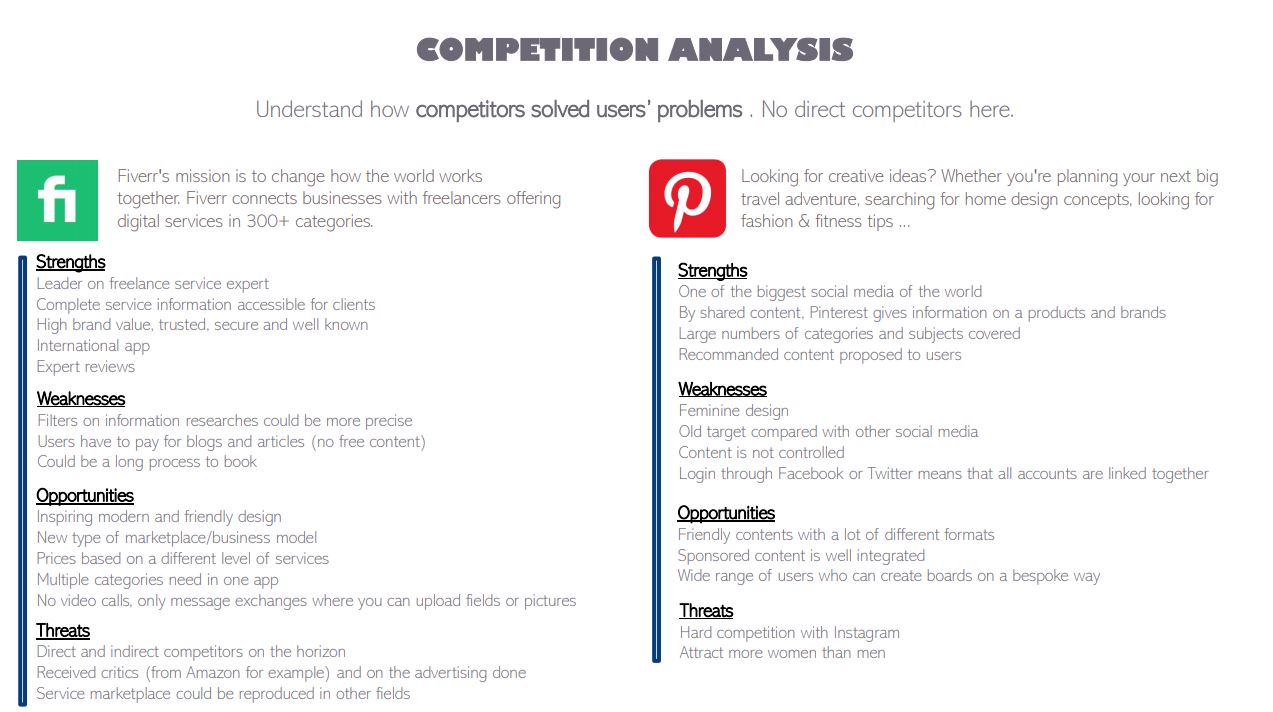 COMPETITION ANALYSIS
Understand how competitors solved users’ problems . No direct competitors here.
fi
Fiverr's mission is to change how the world works
together. Fiverr connects businesses with freelancers offering
digital services in 300+ categories.
Strengths
Leader on freelance service expert
Complete service information accessible for clients
High brand value, trusted, secure and well known
International app
Expert reviews
Weaknesses
Filters on information researches could be more precise
Users have to pay for blogs and articles (no free content)
Could be a long process to book
Opportunities
Inspiring modern and friendly design
New type of marketplace/business model
Prices based on a different level of services
Multiple categories need in one app
No video calls, only message exchanges where you can upload fields or pictures
Threats
Direct and indirect competitors on the horizon
Received critics (from Amazon for example) and on the advertising done
Service marketplace could be reproduced in other fields
P
Looking for creative ideas? Whether you're planning your next big
travel adventure, searching for home design concepts, looking for
fashion & fitness tips ...
Strengths
One of the biggest social media of the world
By shared content, Pinterest gives information on a products and brands
Large numbers of categories and subjects covered
Recommanded content proposed to users
Weaknesses
Feminine design
Old target compared with other social media
Content is not controlled
Login through Facebook or Twitter means that all accounts are linked together
Opportunities
Friendly contents with a lot of different formats
Sponsored content is well integrated
Wide range of users who can create boards on a bespoke way
Threats
Hard competition with Instagram
Attract more women than men